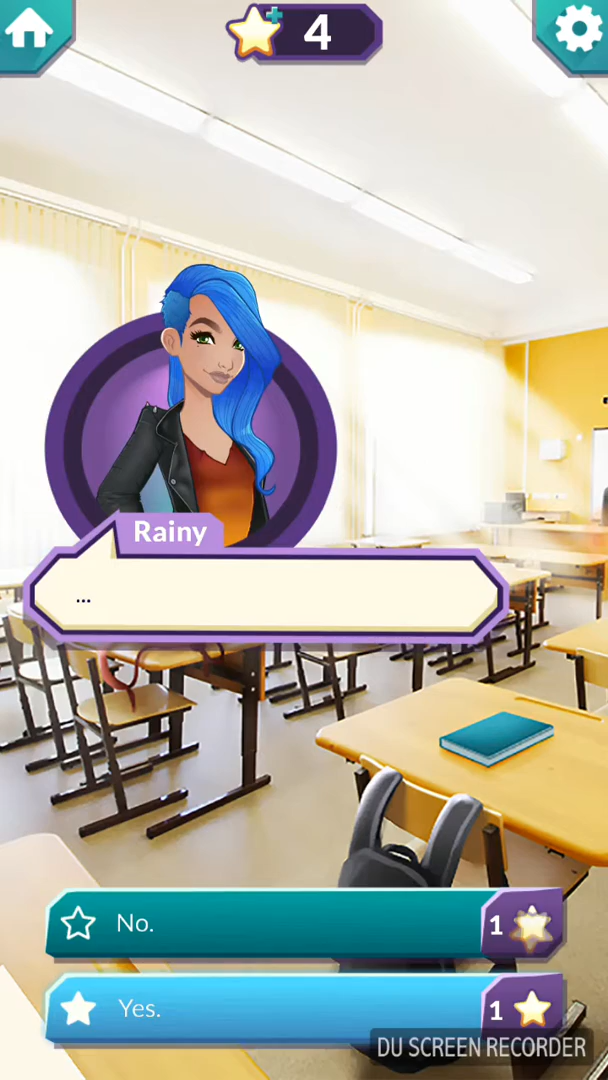 4
Rainy
...
No.
1
Yes.
1
DU SCREEN RECORDER